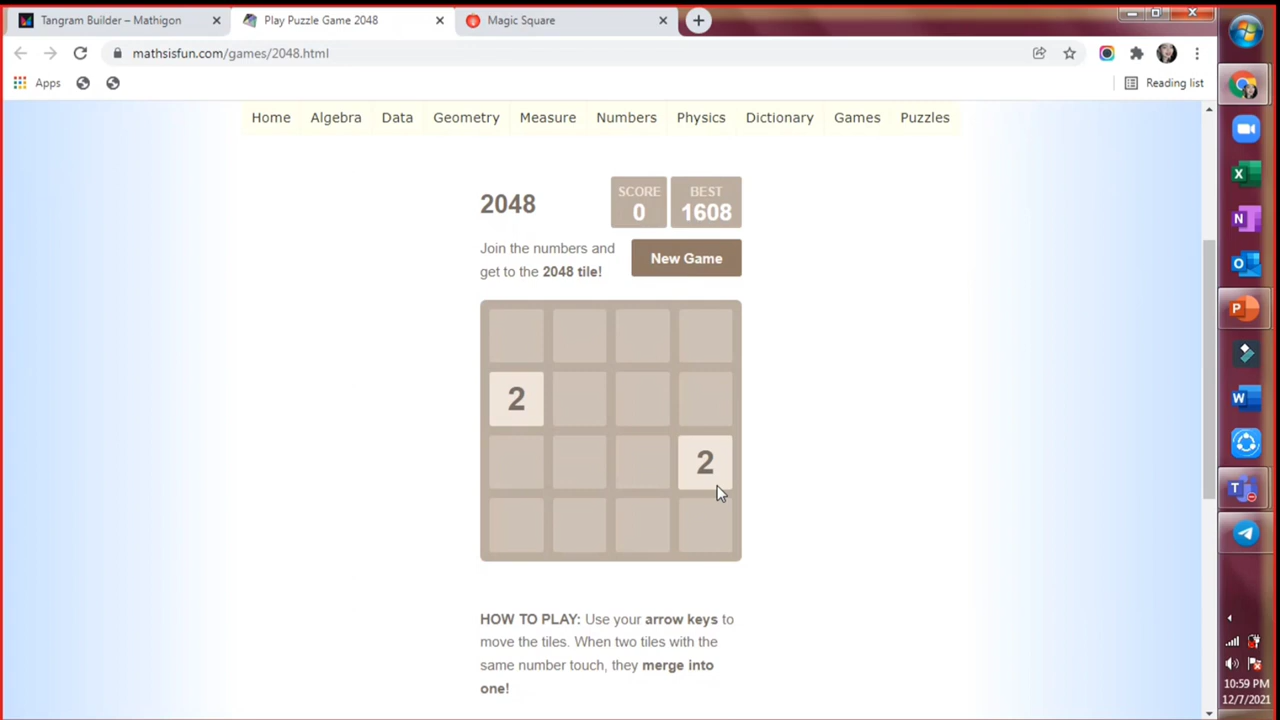 Tangram Builder – Mathigon
Play Puzzle Game 2048
Magic Square
mathsisfun.com/games/2048.html
Apps
Reading list
Home Algebra Data Geometry Measure Numbers Physics Dictionary Games Puzzles
2048
SCORE
0
BEST
1608
Join the numbers and
get to the 2048 tile!
New Game
2
2
HOW TO PLAY: Use your arrow keys to
move the tiles. When two tiles with the
same number touch, they merge into
one!
10:59 PM
12/7/2021